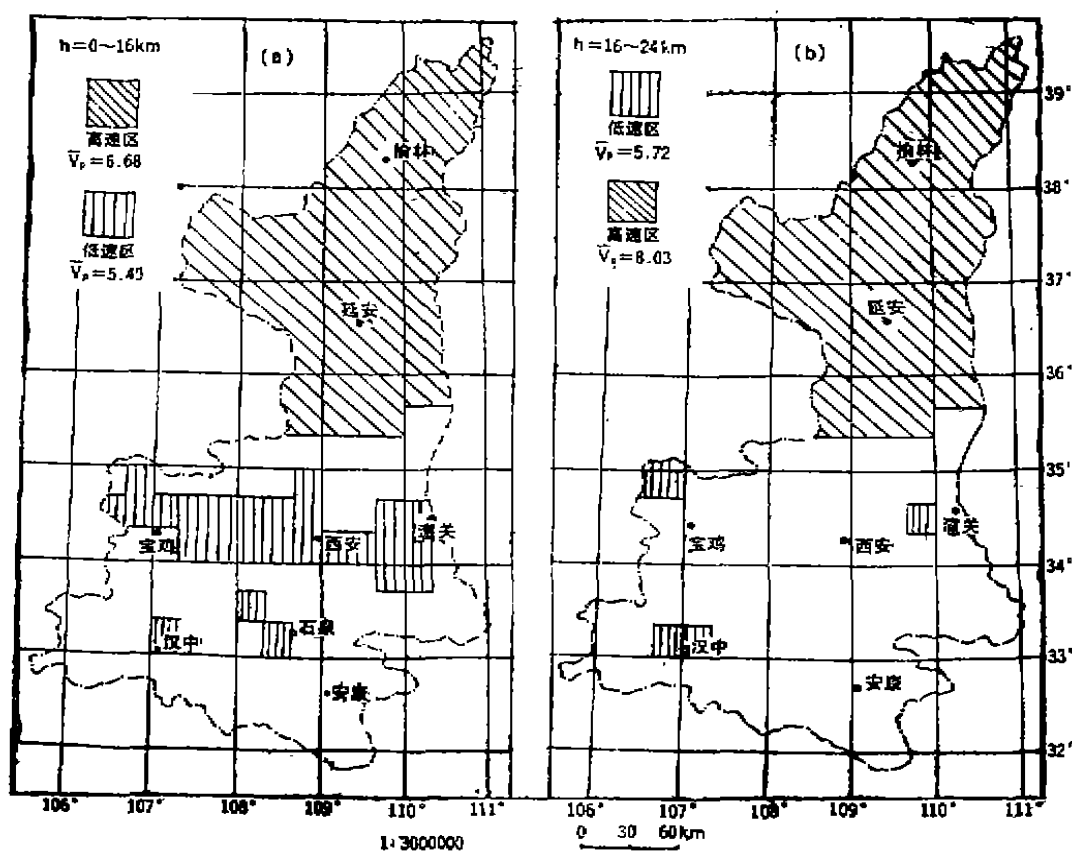 h=0~16km
(a)
高速区
V̄ₚ=6.68
低速区
V̄ₚ=5.40
榆林
延安
宝鸡
西安
潼关
石泉
汉中
安康
106° 107° 108° 109° 110° 111°
1:3000000
h=16~24km
(b)
低速区
V̄ₚ=5.72
高速区
榆林
延安
宝鸡
西安
潼关
汉中
安康
39°
38°
37°
36°
35°
34°
33°
32°
106° 107° 108° 109° 110° 111°
0 30 60km